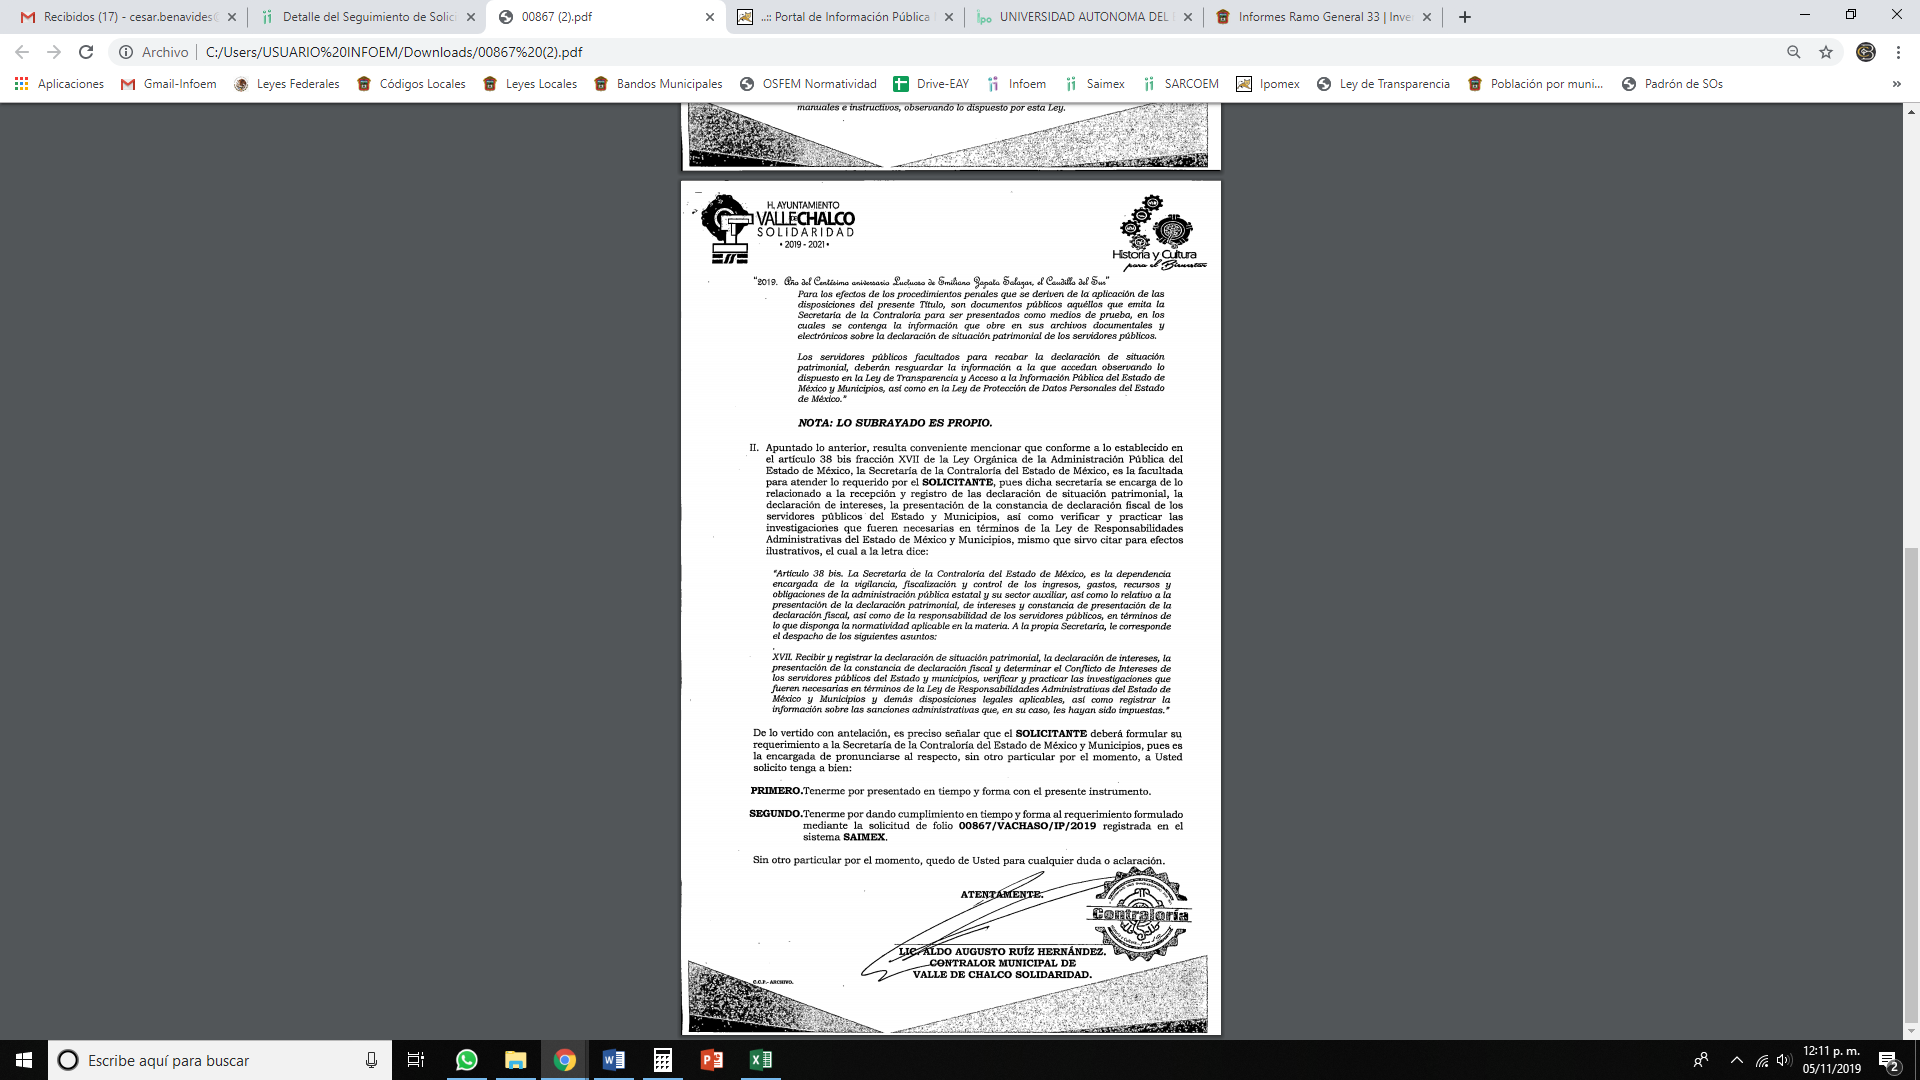 Recibidos (17) - cesar.benavides@
Detalle del Seguimiento de Solici
00867 (2).pdf
..:: Portal de Información Pública
UNIVERSIDAD AUTONOMA DEL
Informes Ramo General 33 | Inve
Archivo
C:/Users/USUARIO%20INFOEM/Downloads/00867%20(2).pdf
Aplicaciones
Gmail-Infoem
Leyes Federales
Códigos Locales
Leyes Locales
Bandos Municipales
OSFEM Normatividad
Drive-EAY
Infoem
Saimex
SARCOEM
Ipomex
Ley de Transparencia
Población por muni...
Padrón de SOs
manuales e instructivos, observando lo dispuesto por esta Ley.
H. AYUNTAMIENTO
VALLE DE CHALCO
SOLIDARIDAD
• 2019 - 2021 •
Historia y Cultura
para el Bienestar
"2019. Año del Centésimo aniversario Luctuoso de Emiliano Zapata Salazar, el Caudillo del Sur"
Para los efectos de los procedimientos penales que se deriven de la aplicación de las
disposiciones del presente Título, son documentos públicos aquéllos que emita la
Secretaría de la Contraloría para ser presentados como medios de prueba, en los
cuales se contenga la información que obre en sus archivos documentales y
electrónicos sobre la declaración de situación patrimonial de los servidores públicos.
Los servidores públicos facultados para recabar la declaración de situación
patrimonial, deberán resguardar la información a la que accedan observando lo
dispuesto en la Ley de Transparencia y Acceso a la Información Pública del Estado de
México y Municipios, así como en la Ley de Protección de Datos Personales del Estado
de México."
NOTA: LO SUBRAYADO ES PROPIO.
II. Apuntado lo anterior, resulta conveniente mencionar que conforme a lo establecido en
el artículo 38 bis fracción XVII de la Ley Orgánica de la Administración Pública del
Estado de México, la Secretaría de la Contraloría del Estado de México, es la facultada
para atender lo requerido por el SOLICITANTE, pues dicha secretaría se encarga de lo
relacionado a la recepción y registro de las declaración de situación patrimonial, la
declaración de intereses, la presentación de la constancia de declaración fiscal de los
servidores públicos del Estado y Municipios, así como verificar y practicar las
investigaciones que fueren necesarias en términos de la Ley de Responsabilidades
Administrativas del Estado de México y Municipios, mismo que sirvo citar para efectos
ilustrativos, el cual a la letra dice:
"Artículo 38 bis. La Secretaría de la Contraloría del Estado de México, es la dependencia
encargada de la vigilancia, fiscalización y control de los ingresos, gastos, recursos y
obligaciones de la administración pública estatal y su sector auxiliar, así como lo relativo a la
presentación de la declaración patrimonial, de intereses y constancia de presentación de la
declaración fiscal, así como de la responsabilidad de los servidores públicos, en términos de
lo que disponga la normatividad aplicable en la materia. A la propia Secretaría, le corresponde
el despacho de los siguientes asuntos:
XVII. Recibir y registrar la declaración de situación patrimonial, la declaración de intereses, la
presentación de la constancia de declaración fiscal y determinar el Conflicto de Intereses de
los servidores públicos del Estado y municipios, verificar y practicar las investigaciones que
fueren necesarias en términos de la Ley de Responsabilidades Administrativas del Estado de
México y Municipios y demás disposiciones legales aplicables, así como registrar la
información sobre las sanciones administrativas que, en su caso, les hayan sido impuestas."
De lo vertido con antelación, es preciso señalar que el SOLICITANTE deberá formular su
requerimiento a la Secretaría de la Contraloría del Estado de México y Municipios, pues es
la encargada de pronunciarse al respecto, sin otro particular por el momento, a Usted
solicito tenga a bien:
PRIMERO.Tenerme por presentado en tiempo y forma con el presente instrumento.
SEGUNDO.Tenerme por dando cumplimiento en tiempo y forma al requerimiento formulado
mediante la solicitud de folio 00867/VACHASO/IP/2019 registrada en el
sistema SAIMEX.
Sin otro particular por el momento, quedo de Usted para cualquier duda o aclaración.
ATENTAMENTE.
Contraloría
LIC. ALDO AUGUSTO RUÍZ HERNÁNDEZ.
CONTRALOR MUNICIPAL DE
VALLE DE CHALCO SOLIDARIDAD.
C.C.P.- ARCHIVO.
Escribe aquí para buscar
12:11 p. m.
05/11/2019
2